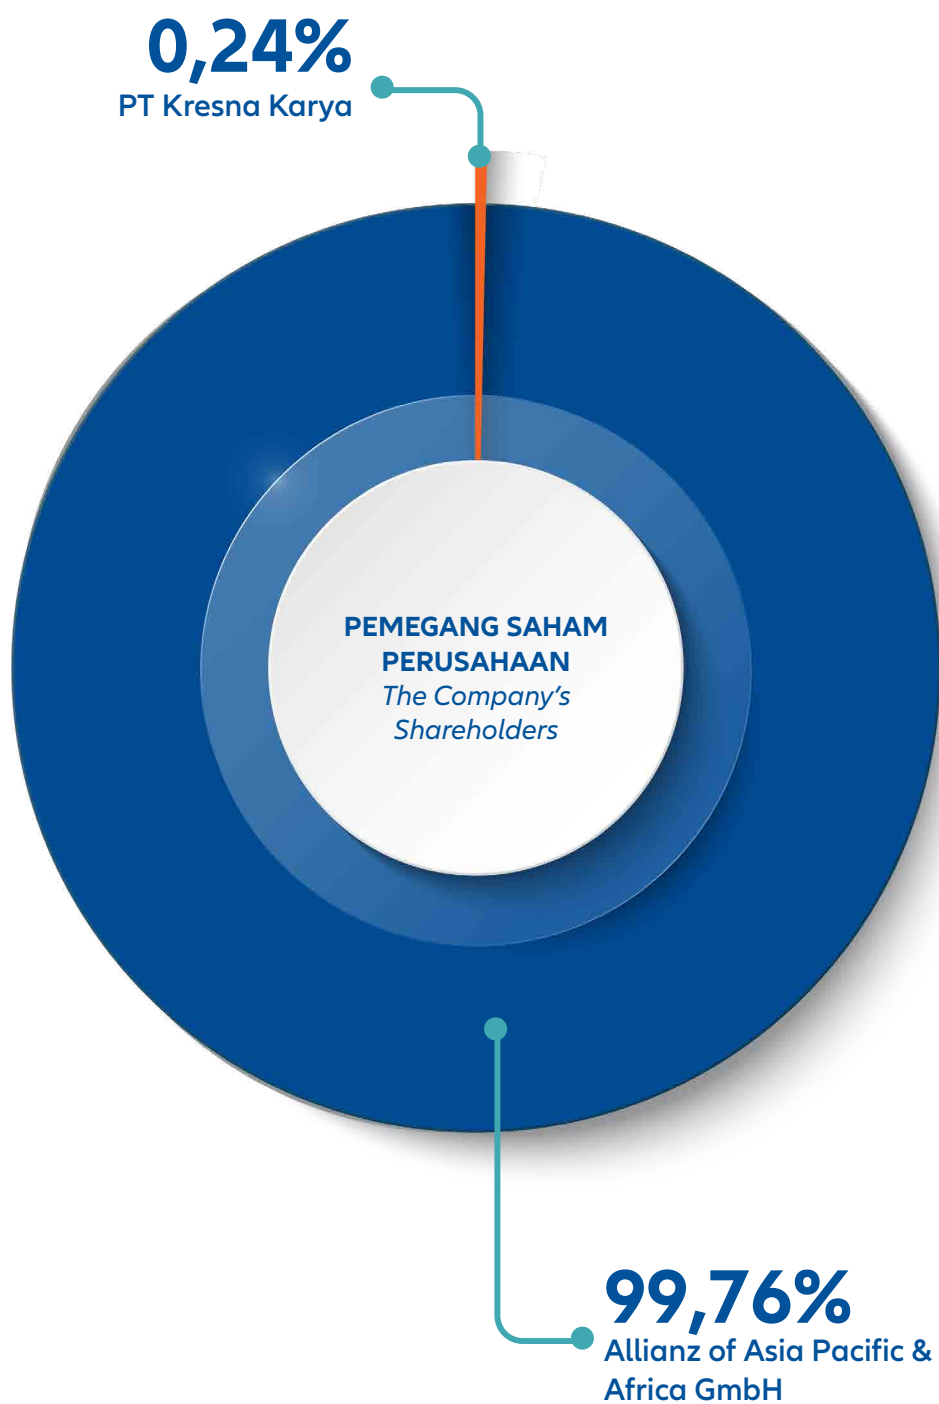 0,24%
PT Kresna Karya
PEMEGANG SAHAM
PERUSAHAAN
The Company's
Shareholders
99,76%
Allianz of Asia Pacific &
Africa GmbH